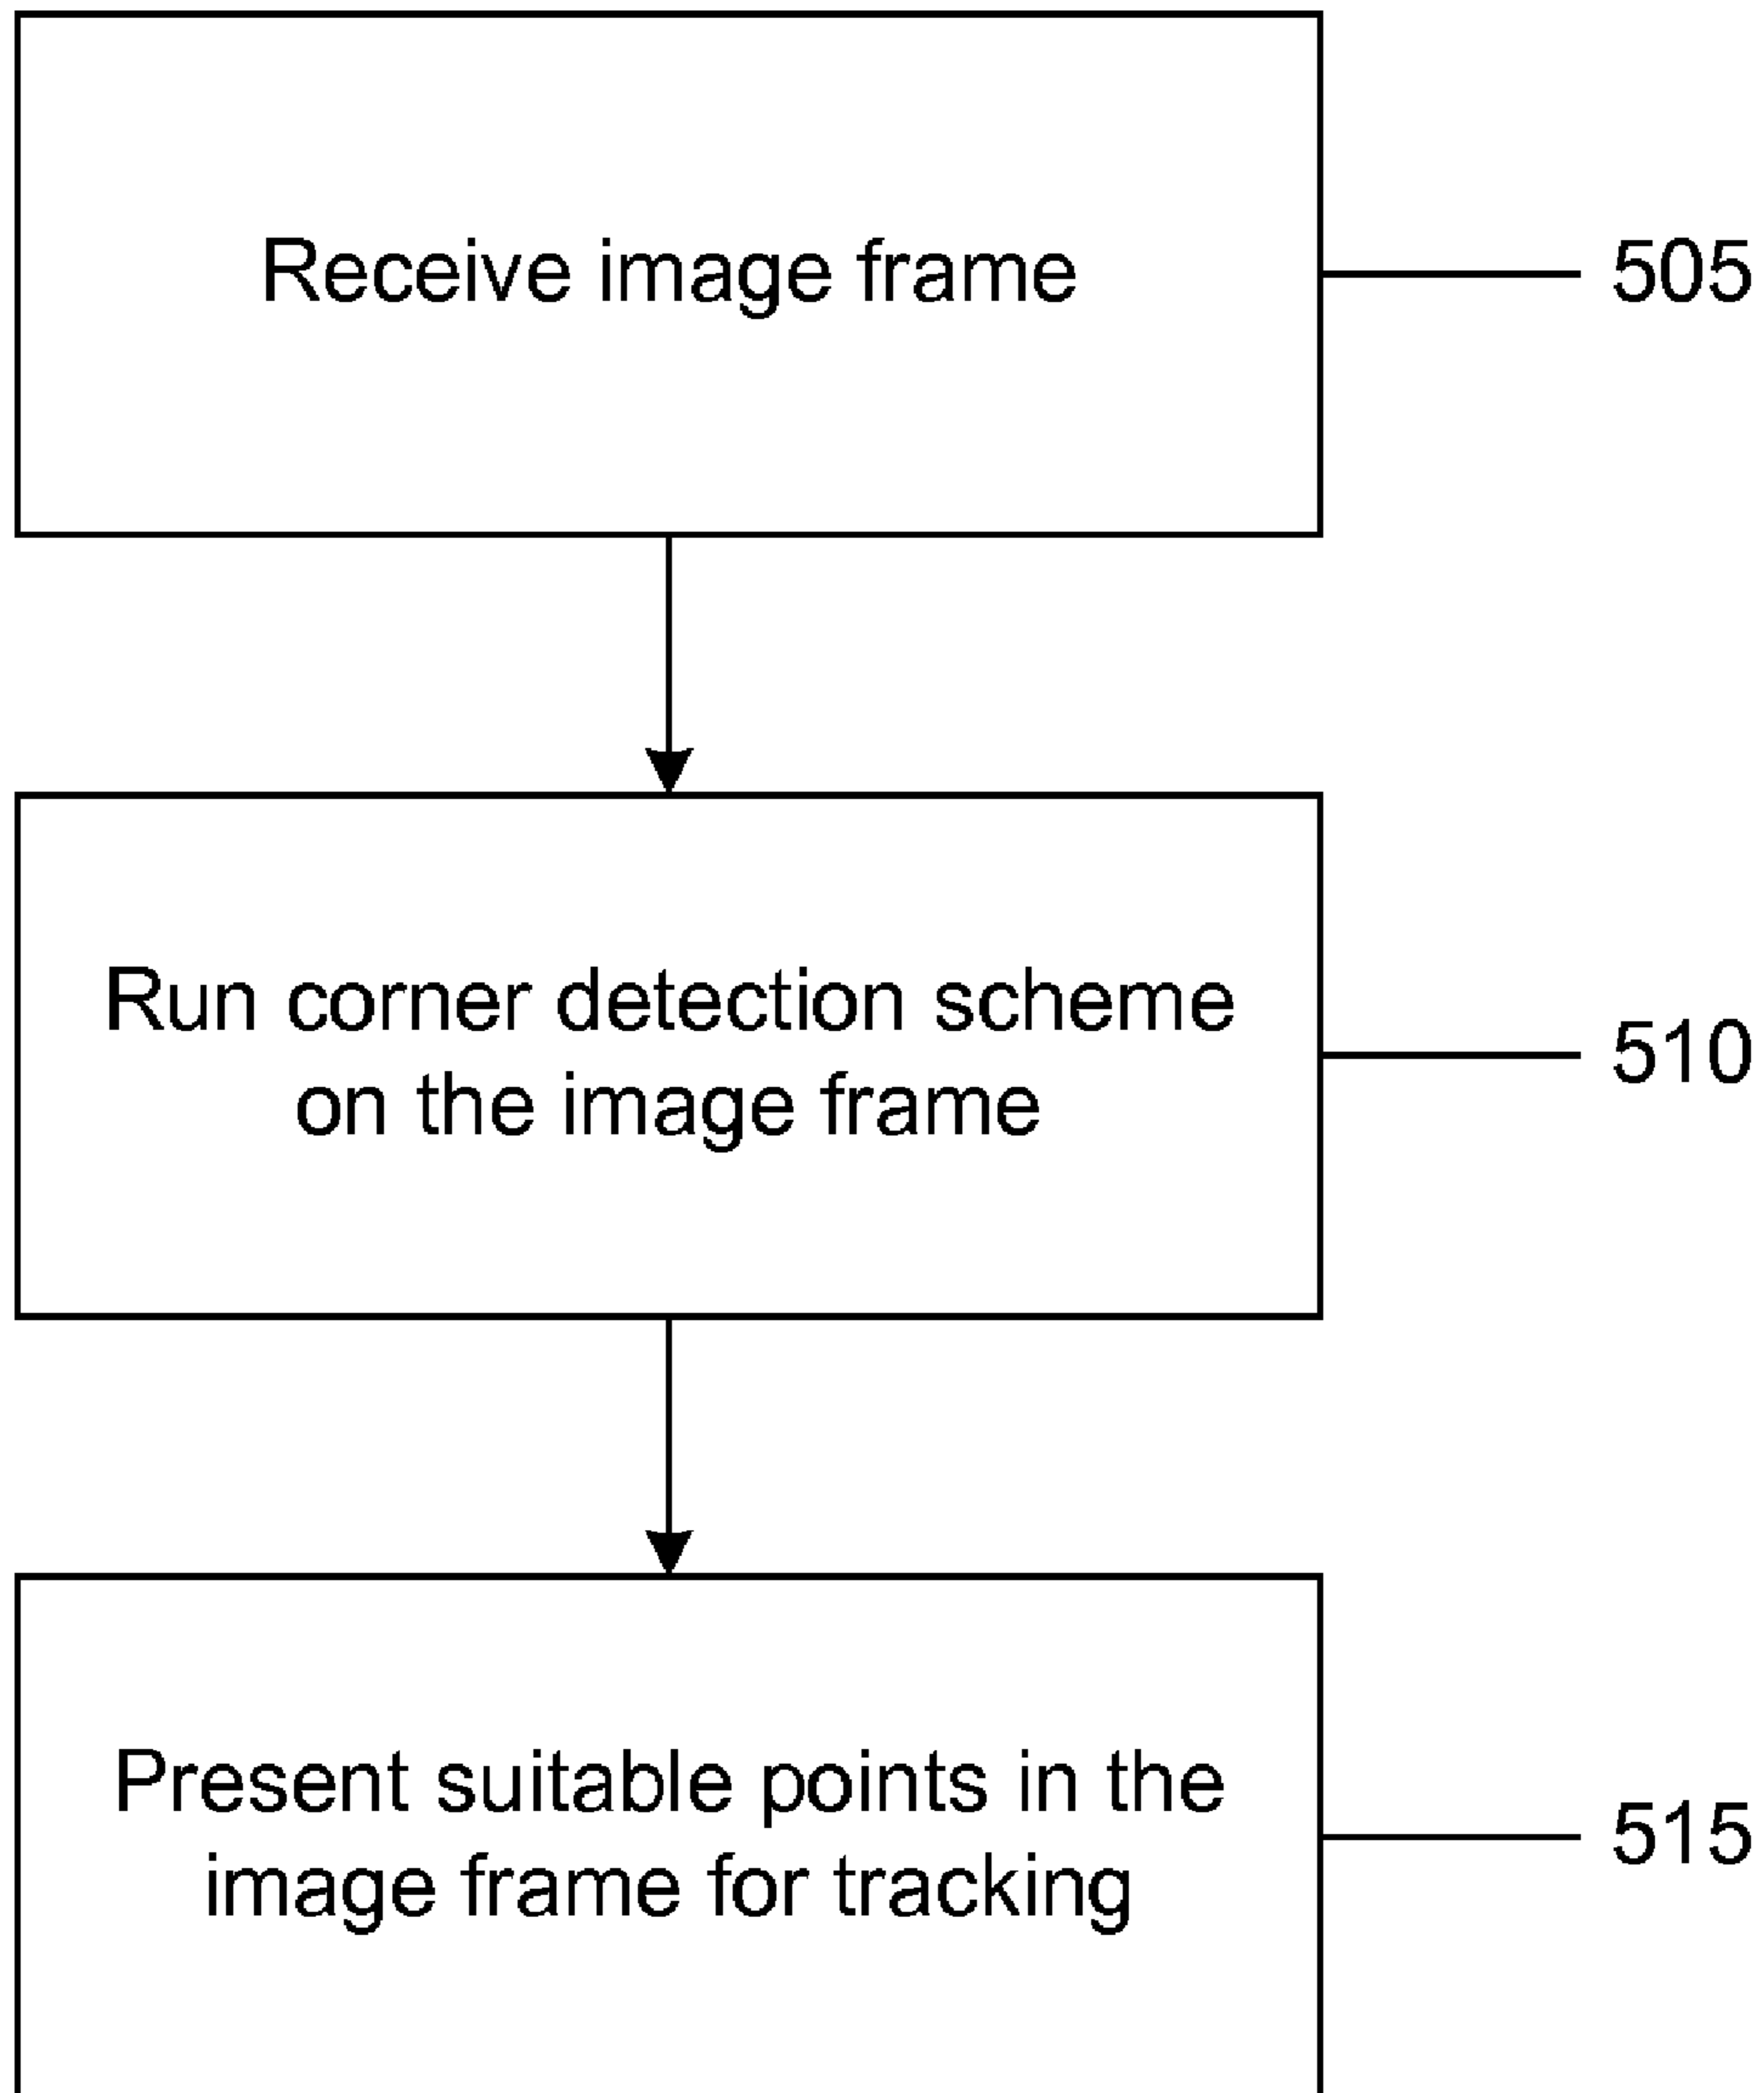 Receive image frame
505
Run corner detection scheme
on the image frame
510
Present suitable points in the
image frame for tracking
515